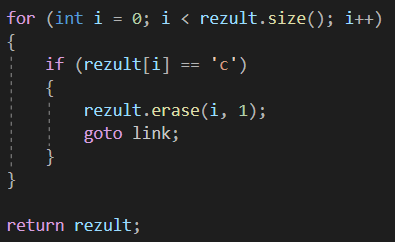 for (int i = 0; i < rezult.size(); i++)
{
    if (rezult[i] == 'c')
    {
        rezult.erase(i, 1);
        goto link;
    }
}

return rezult;